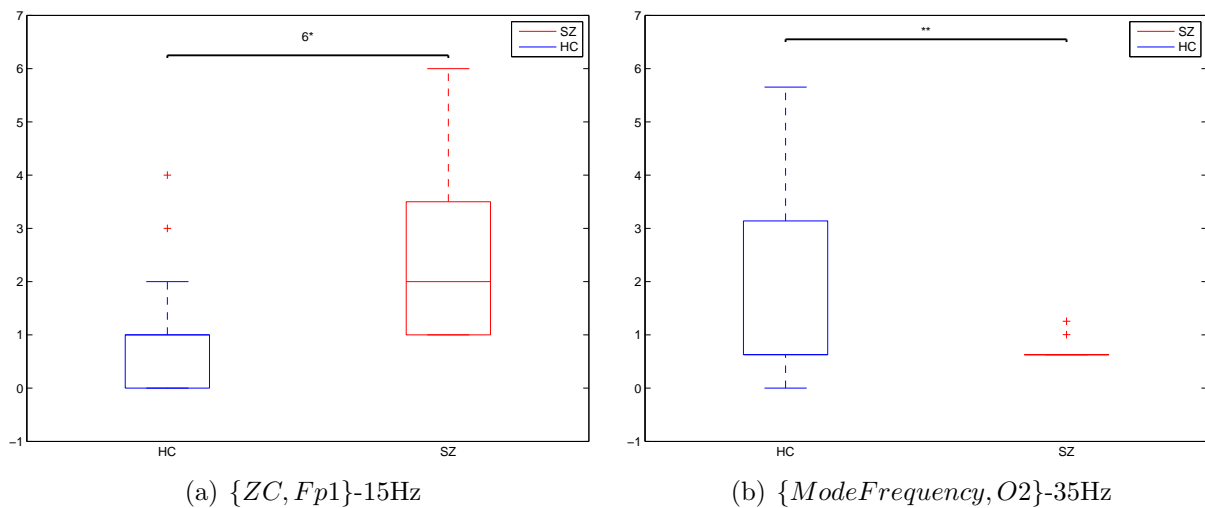 7
6
5
4
3
2
1
0
−1
6*
SZ
HC
HC SZ
(a) {ZC, Fp1}-15Hz
7
6
5
4
3
2
1
0
−1
**
SZ
HC
HC SZ
(b) {ModeFrequency, O2}-35Hz